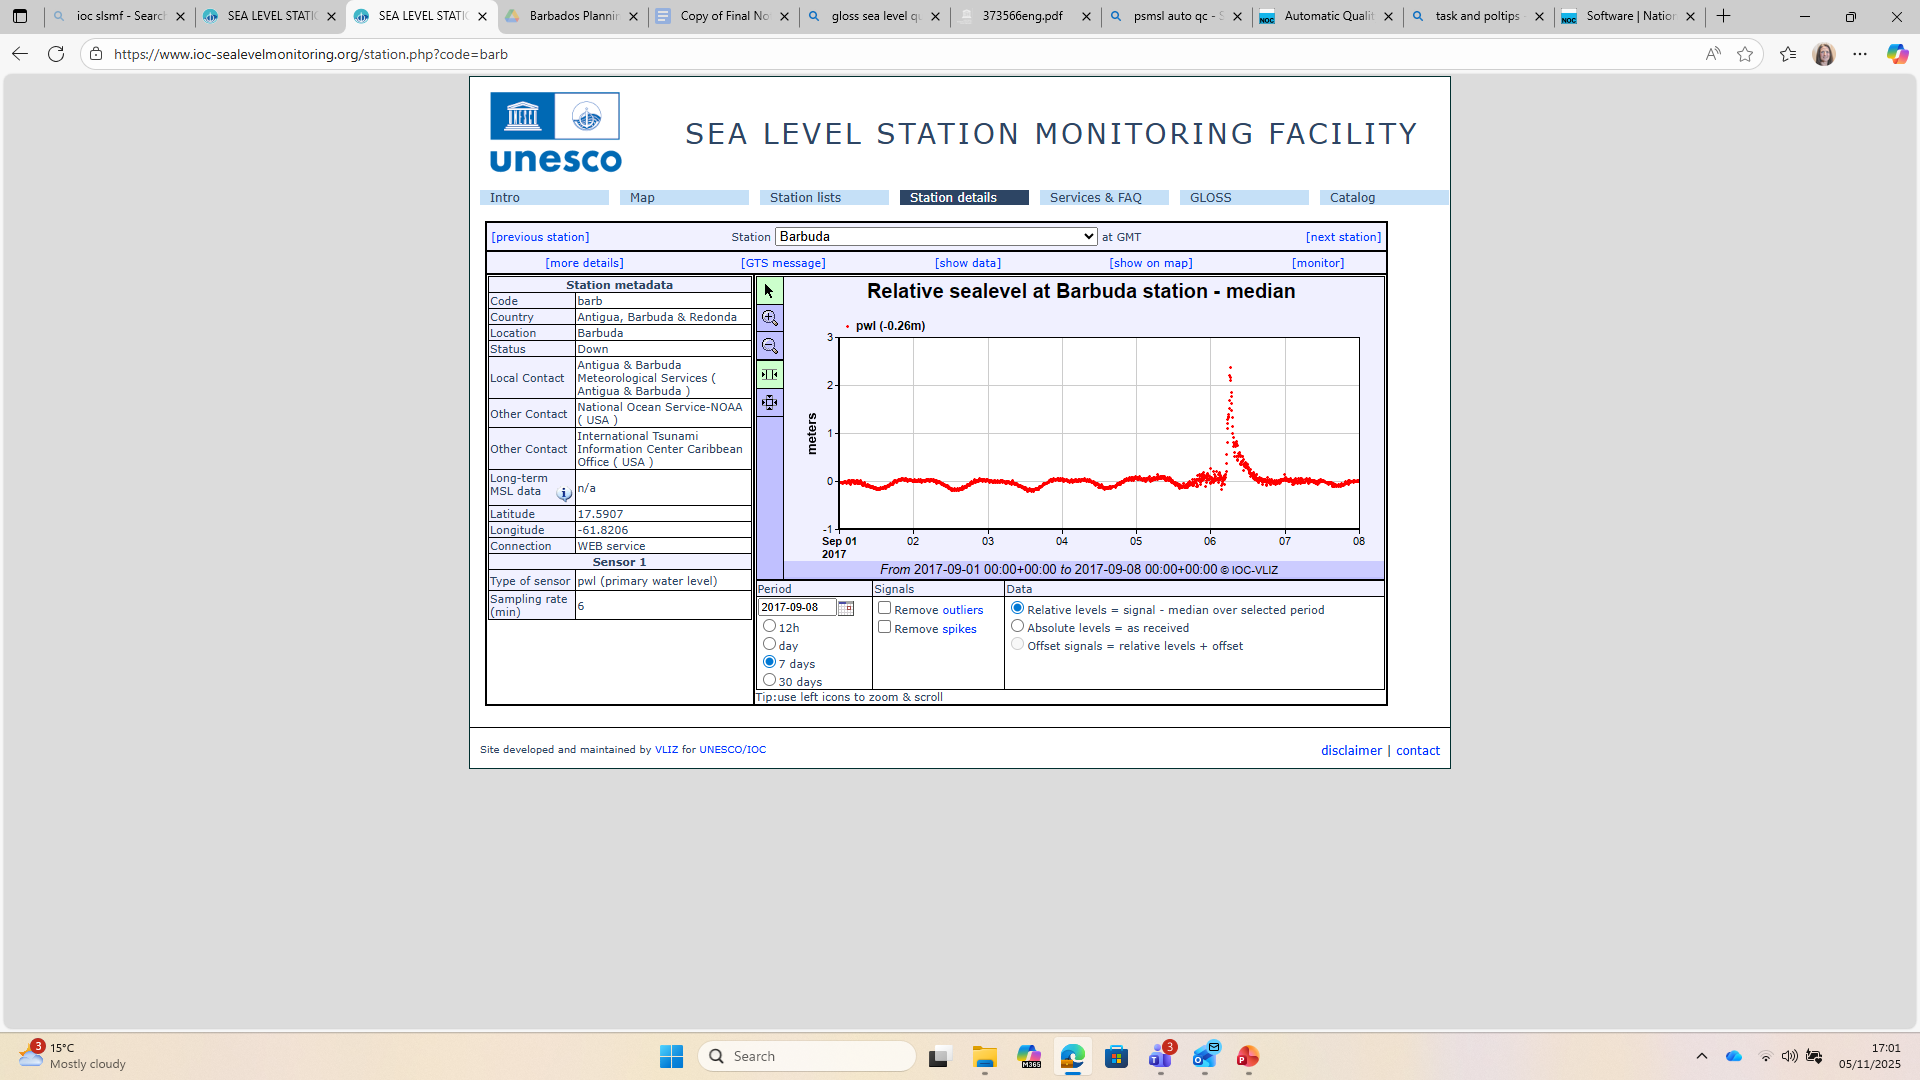 ioc slsmf - Search
SEA LEVEL STATIO
SEA LEVEL STATIO
Barbados Plannin
Copy of Final No
gloss sea level qu
373566eng.pdf
psmsl auto qc - S
Automatic Qualit
task and poltips
Software | Nation
https://www.ioc-sealevelmonitoring.org/station.php?code=barb
unesco
SEA LEVEL STATION MONITORING FACILITY
Intro
Map
Station lists
Station details
Services & FAQ
GLOSS
Catalog
[previous station]
Station
Barbuda
at GMT
[next station]
[more details]
[GTS message]
[show data]
[show on map]
[monitor]
Station metadata
Code barb
Country Antigua, Barbuda & Redonda
Location Barbuda
Status Down
Local Contact
Antigua & Barbuda
Meteorological Services (
Antigua & Barbuda )
Other Contact
National Ocean Service-NOAA
( USA )
Other Contact
International Tsunami
Information Center Caribbean
Office ( USA )
Long-term
MSL data
n/a
Latitude 17.5907
Longitude -61.8206
Connection WEB service
Sensor 1
Type of sensor pwl (primary water level)
Sampling rate
(min)
6
Relative sealevel at Barbuda station - median
pwl (-0.26m)
3
2
meters
1
0
-1
Sep 01 02 03 04 05 06 07 08
2017
From 2017-09-01 00:00+00:00 to 2017-09-08 00:00+00:00 © IOC-VLIZ
Period
2017-09-08
12h
day
7 days
30 days
Signals
Remove outliers
Remove spikes
Data
Relative levels = signal - median over selected period
Absolute levels = as received
Offset signals = relative levels + offset
Tip:use left icons to zoom & scroll
Site developed and maintained by VLIZ for UNESCO/IOC
disclaimer | contact
3
15°C
Mostly cloudy
Search
M365
3
17:01
05/11/2025